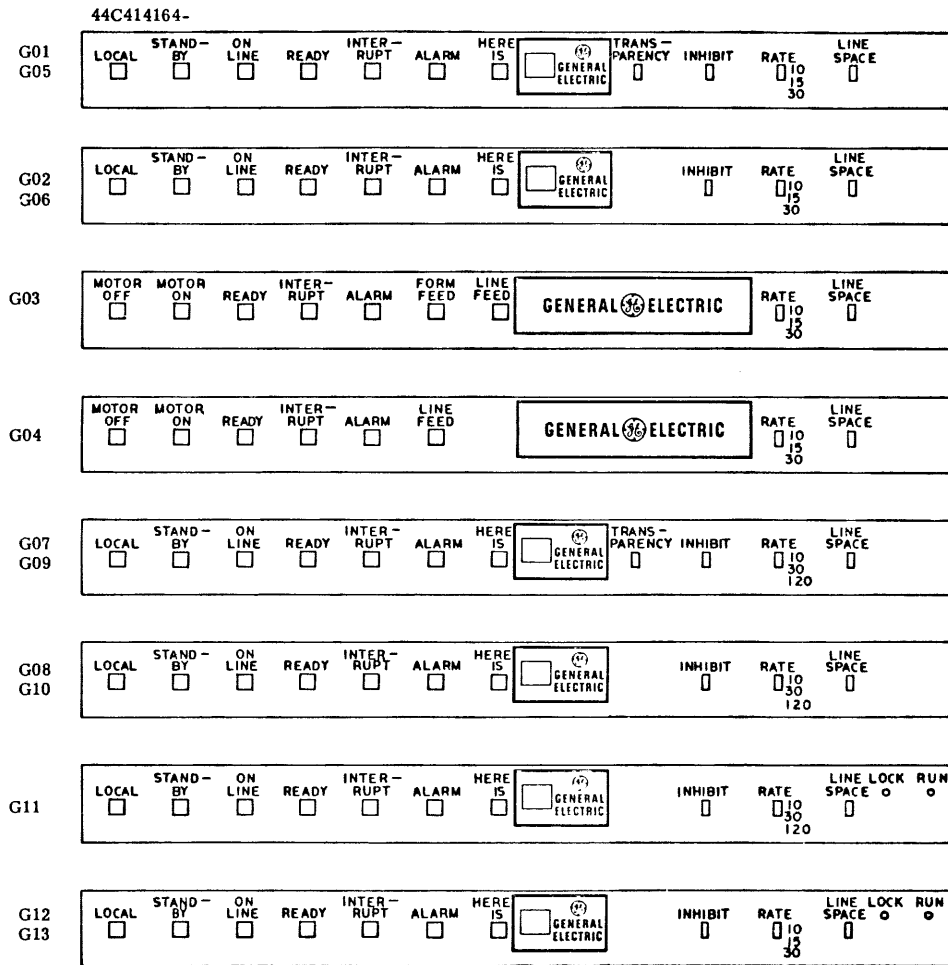 44C414164-
G01
G05
LOCAL STAND-BY ON LINE READY INTER-RUPT ALARM HERE IS GENERAL ELECTRIC TRANS-PARENCY INHIBIT RATE 10 15 30 LINE SPACE
G02
G06
LOCAL STAND-BY ON LINE READY INTER-RUPT ALARM HERE IS GENERAL ELECTRIC INHIBIT RATE 10 15 30 LINE SPACE
G03
MOTOR OFF MOTOR ON READY INTER-RUPT ALARM FORM FEED LINE FEED GENERAL GE ELECTRIC RATE 10 15 30 LINE SPACE
G04
MOTOR OFF MOTOR ON READY INTER-RUPT ALARM LINE FEED GENERAL GE ELECTRIC RATE 10 15 30 LINE SPACE
G07
G09
LOCAL STAND-BY ON LINE READY INTER-RUPT ALARM HERE IS GENERAL ELECTRIC TRANS-PARENCY INHIBIT RATE 10 30 120 LINE SPACE
G08
G10
LOCAL STAND-BY ON LINE READY INTER-RUPT ALARM HERE IS GENERAL ELECTRIC INHIBIT RATE 10 30 120 LINE SPACE
G11
LOCAL STAND-BY ON LINE READY INTER-RUPT ALARM HERE IS GENERAL ELECTRIC INHIBIT RATE 10 30 120 LINE SPACE LOCK RUN
G12
G13
LOCAL STAND-BY ON LINE READY INTER-RUPT ALARM HERE IS GENERAL ELECTRIC INHIBIT RATE 10 15 30 LINE SPACE LOCK RUN